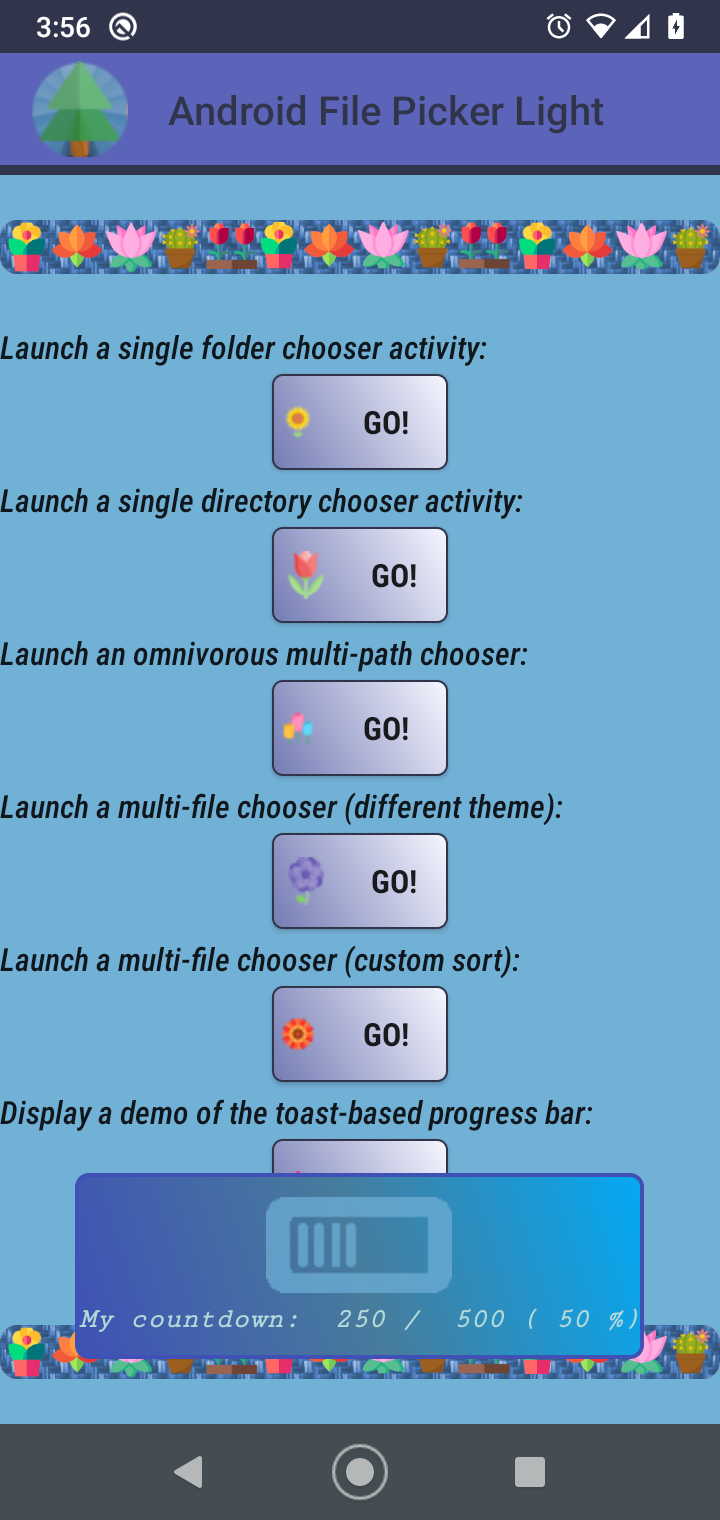 3:56
Android File Picker Light
Launch a single folder chooser activity:
GO!
Launch a single directory chooser activity:
GO!
Launch an omnivorous multi-path chooser:
GO!
Launch a multi-file chooser (different theme):
GO!
Launch a multi-file chooser (custom sort):
GO!
Display a demo of the toast-based progress bar:
My countdown: 250 / 500 ( 50 %)